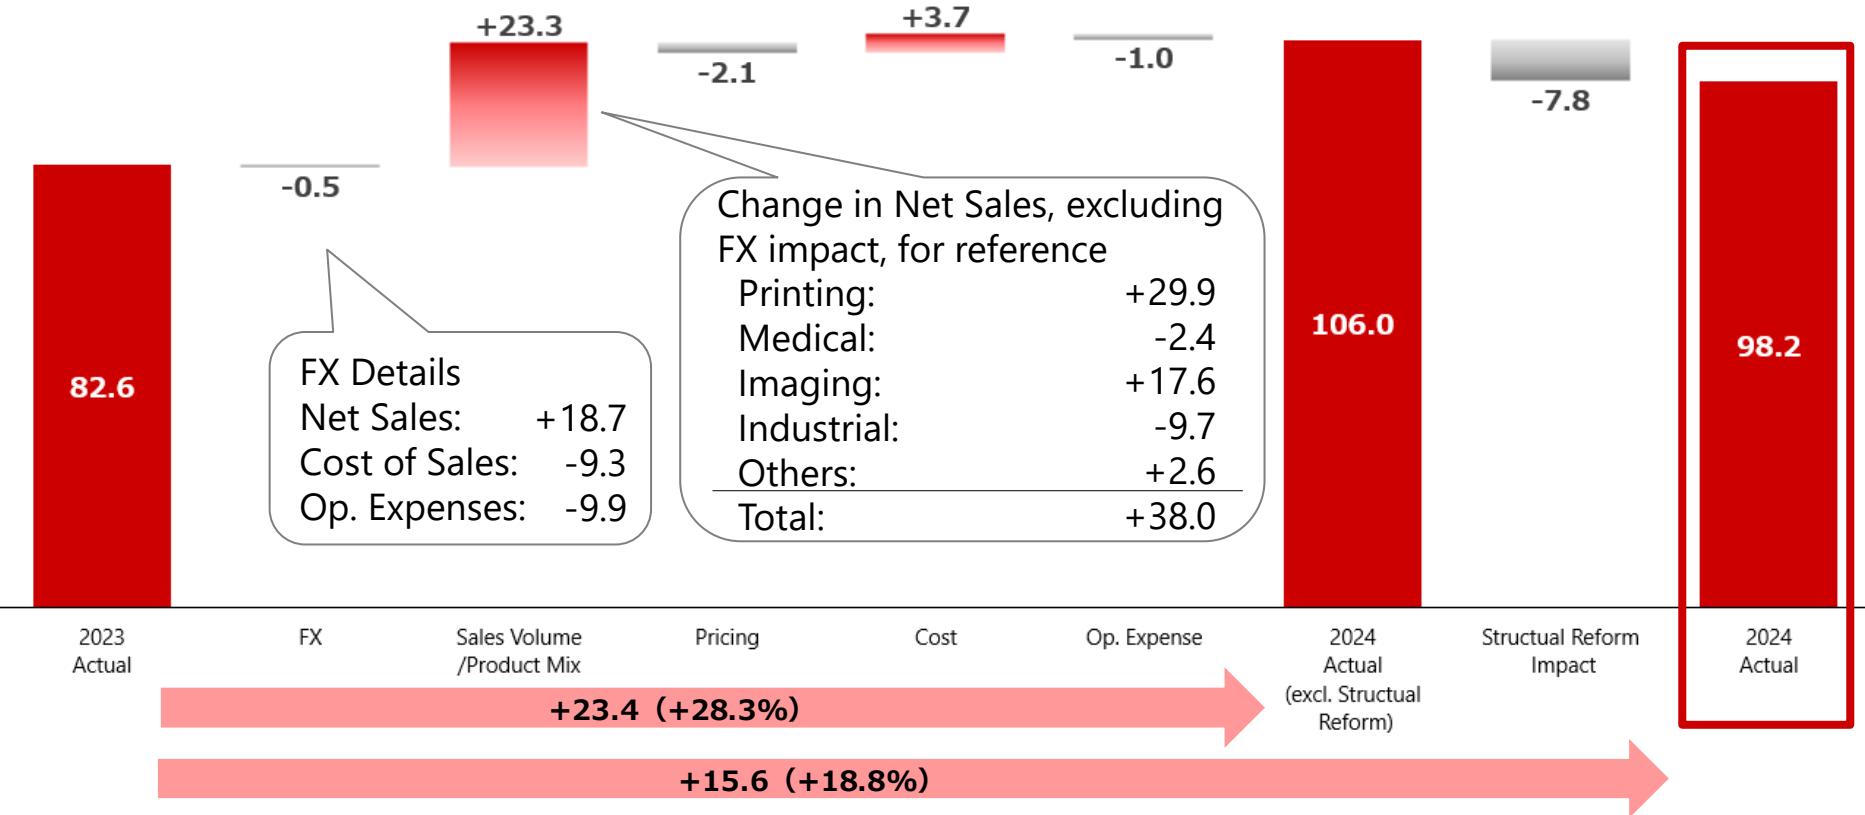 +23.3
+3.7
-2.1
-1.0
-7.8
-0.5
82.6
106.0
98.2
FX Details
Net Sales: +18.7
Cost of Sales: -9.3
Op. Expenses: -9.9
Change in Net Sales, excluding
FX impact, for reference
Printing: +29.9
Medical: -2.4
Imaging: +17.6
Industrial: -9.7
Others: +2.6
Total: +38.0
2023
Actual
FX
Sales Volume
/Product Mix
Pricing
Cost
Op. Expense
2024
Actual
(excl. Structual
Reform)
Structual Reform
Impact
2024
Actual
+23.4（+28.3%）
+15.6（+18.8%）